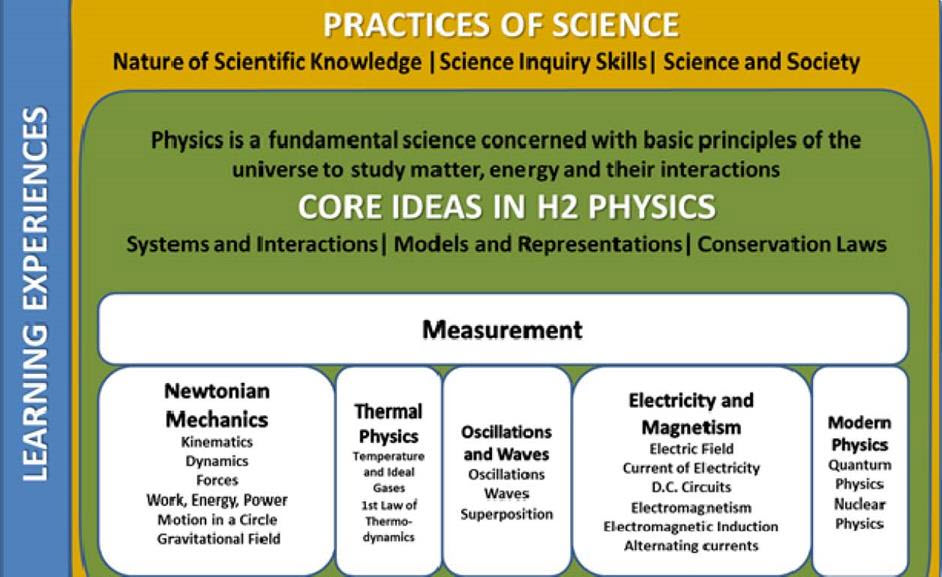 LEARNING EXPERIENCES
PRACTICES OF SCIENCE
Nature of Scientific Knowledge | Science Inquiry Skills| Science and Society
Physics is a fundamental science concerned with basic principles of the
universe to study matter, energy and their interactions
CORE IDEAS IN H2 PHYSICS
Systems and Interactions| Models and Representations| Conservation Laws
Measurement
Newtonian
Mechanics
Kinematics
Dynamics
Forces
Work, Energy, Power
Motion in a Circle
Gravitational Field
Thermal
Physics
Temperature
and Ideal
Gases
1st Law of
Thermo-
dynamics
Oscillations
and Waves
Oscillations
Waves
Superposition
Electricity and
Magnetism
Electric Field
Current of Electricity
D.C. Circuits
Electromagnetism
Electromagnetic Induction
Alternating currents
Modern
Physics
Quantum
Physics
Nuclear
Physics